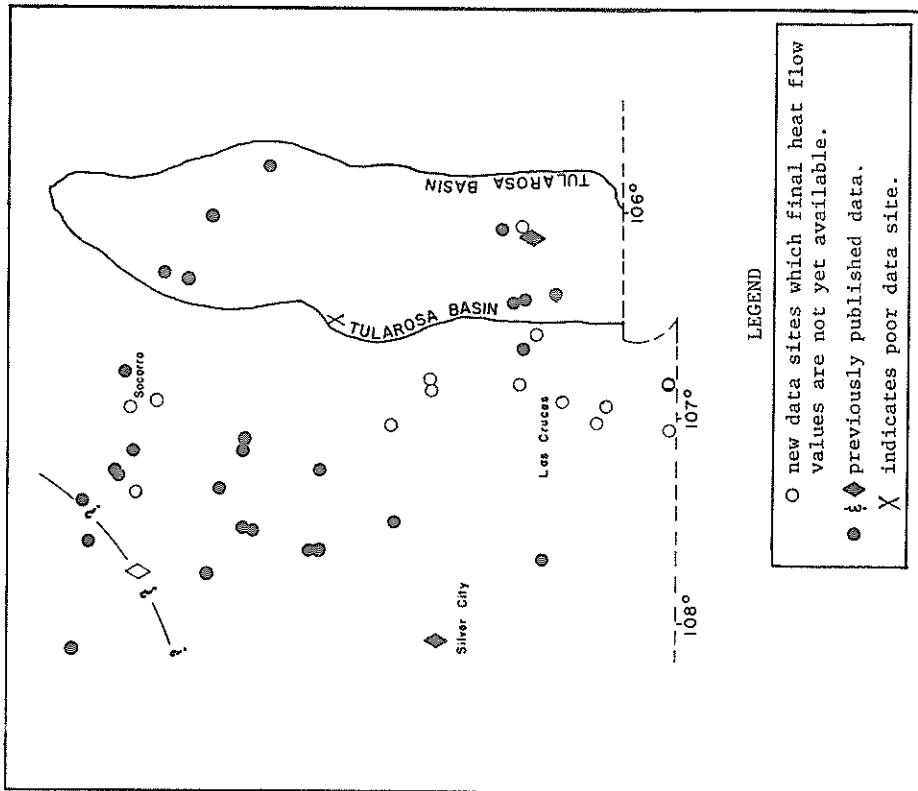 TULAROSA BASIN
TULAROSA BASIN
Socorro
Las Cruces
Silver City
?
?
?
106°
107°
108°
LEGEND
new data sites which final heat flow
values are not yet available.
& previously published data.
X indicates poor data site.